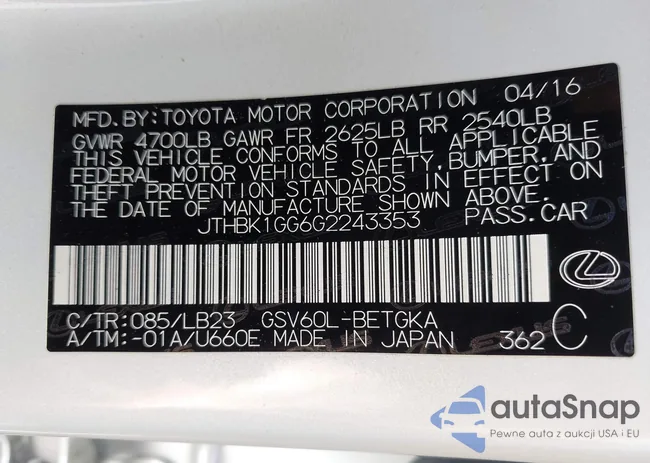 MFD.BY:TOYOTA MOTOR CORPORATION 04/16
GVWR 4700LB GAWR FR 2625LB RR 2540LB
THIS VEHICLE CONFORMS TO ALL APPLICABLE
FEDERAL MOTOR VEHICLE SAFETY,BUMPER,AND
THEFT PREVENTION STANDARDS IN EFFECT ON
THE DATE OF MANUFACTURE SHOWN ABOVE.
JTHBK1GG6G2243353 PASS.CAR
C/TR:085/LB23 GSV60L-BETGKA
A/TM:-01A/U660E MADE IN JAPAN 362 C
autaSnap
Pewne auta z aukcji USA i EU